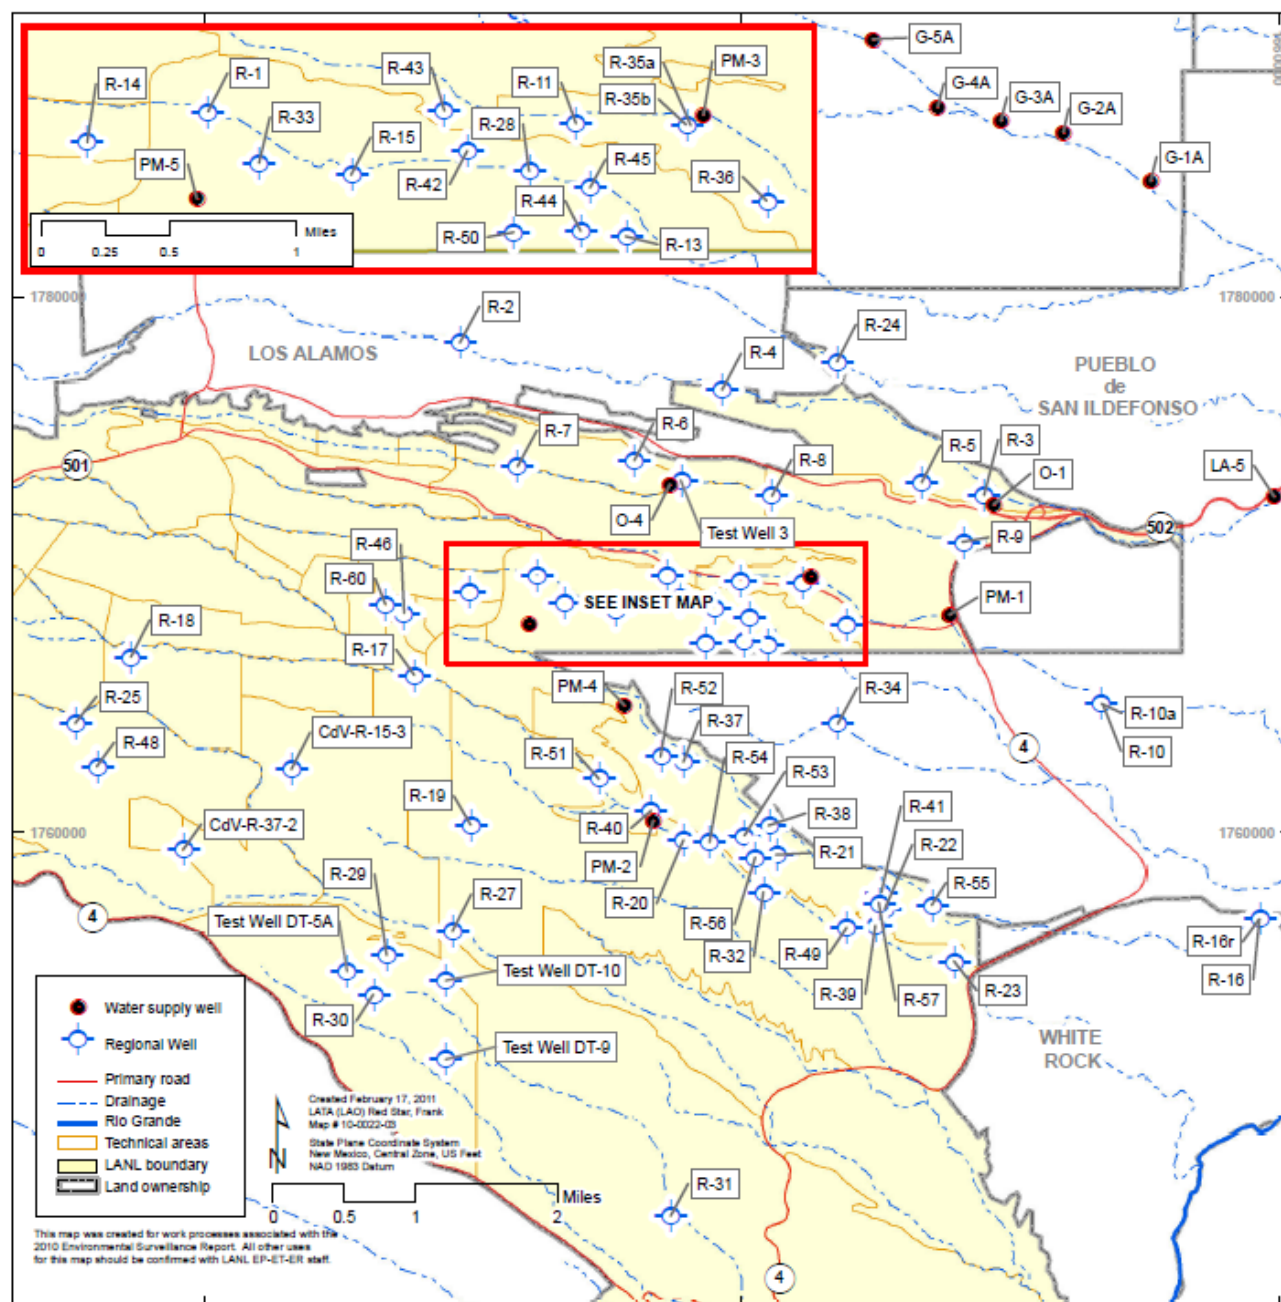 G-5A
G-4A
G-3A
G-2A
G-1A
R-14
R-1
R-43
R-11
R-35a
PM-3
R-35b
R-33
R-15
R-28
R-45
R-36
PM-5
R-42
R-44
R-50
R-13
0
0.25
0.5
1
Miles
1780000
1780000
R-2
R-24
LOS ALAMOS
R-4
PUEBLO
de
SAN ILDEFONSO
R-7
R-6
R-8
R-5
R-3
O-1
LA-5
501
O-4
Test Well 3
R-9
502
R-46
R-60
SEE INSET MAP
PM-1
R-18
R-17
PM-4
R-52
R-34
R-25
R-37
R-10a
R-48
CdV-R-15-3
R-51
R-54
R-53
R-10
4
R-19
R-40
R-38
R-41
1760000
1760000
CdV-R-37-2
PM-2
R-21
R-22
R-29
R-27
R-20
R-55
4
Test Well DT-5A
R-56
R-32
R-49
R-16r
R-16
Test Well DT-10
R-39
R-57
R-23
R-30
Test Well DT-9
WHITE
ROCK
Water supply well
Regional Well
Primary road
Drainage
Rio Grande
Technical areas
LANL boundary
Land ownership
Created February 17, 2011
LATA (LAO) Red Star, Frank
Map # 10-0022-03
State Plane Coordinate System
New Mexico, Central Zone, US Feet
NAD 1983 Datum
N
Miles
0
0.5
1
2
R-31
4
This map was created for work processes associated with the
2010 Environmental Surveillance Report. All other uses
for this map should be confirmed with LANL EP-ET-ER staff.